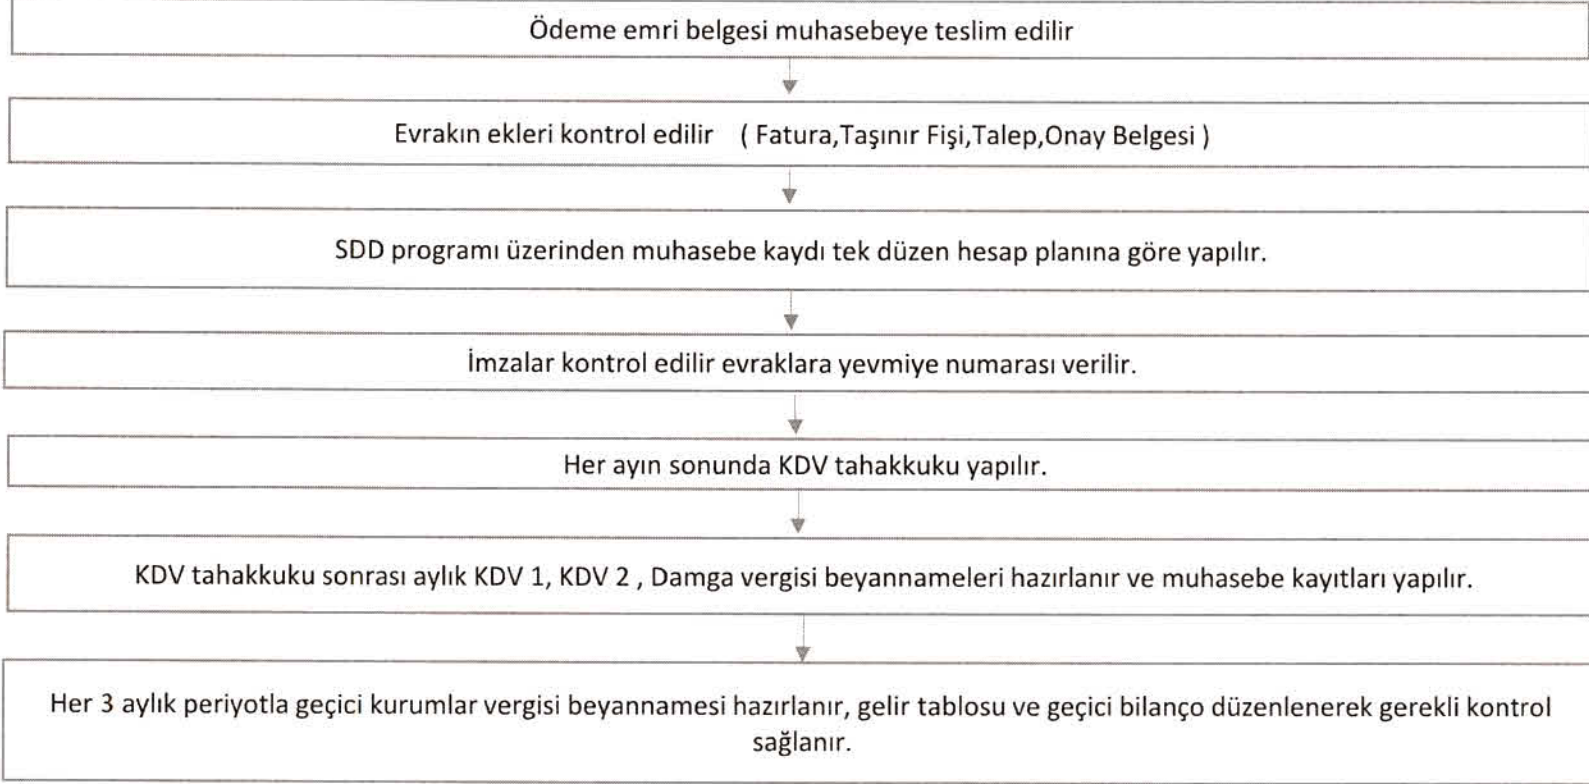 Ödeme emri belgesi muhasebeye teslim edilir
Evrakın ekleri kontrol edilir ( Fatura,Taşınır Fişi,Talep,Onay Belgesi )
SDD programı üzerinden muhasebe kaydı tek düzen hesap planına göre yapılır.
İmzalar kontrol edilir evraklara yevmiye numarası verilir.
Her ayın sonunda KDV tahakkuku yapılır.
KDV tahakkuku sonrası aylık KDV 1, KDV 2 , Damga vergisi beyannameleri hazırlanır ve muhasebe kayıtları yapılır.
Her 3 aylık periyotla geçici kurumlar vergisi beyannamesi hazırlanır, gelir tablosu ve geçici bilanço düzenlenerek gerekli kontrol
sağlanır.